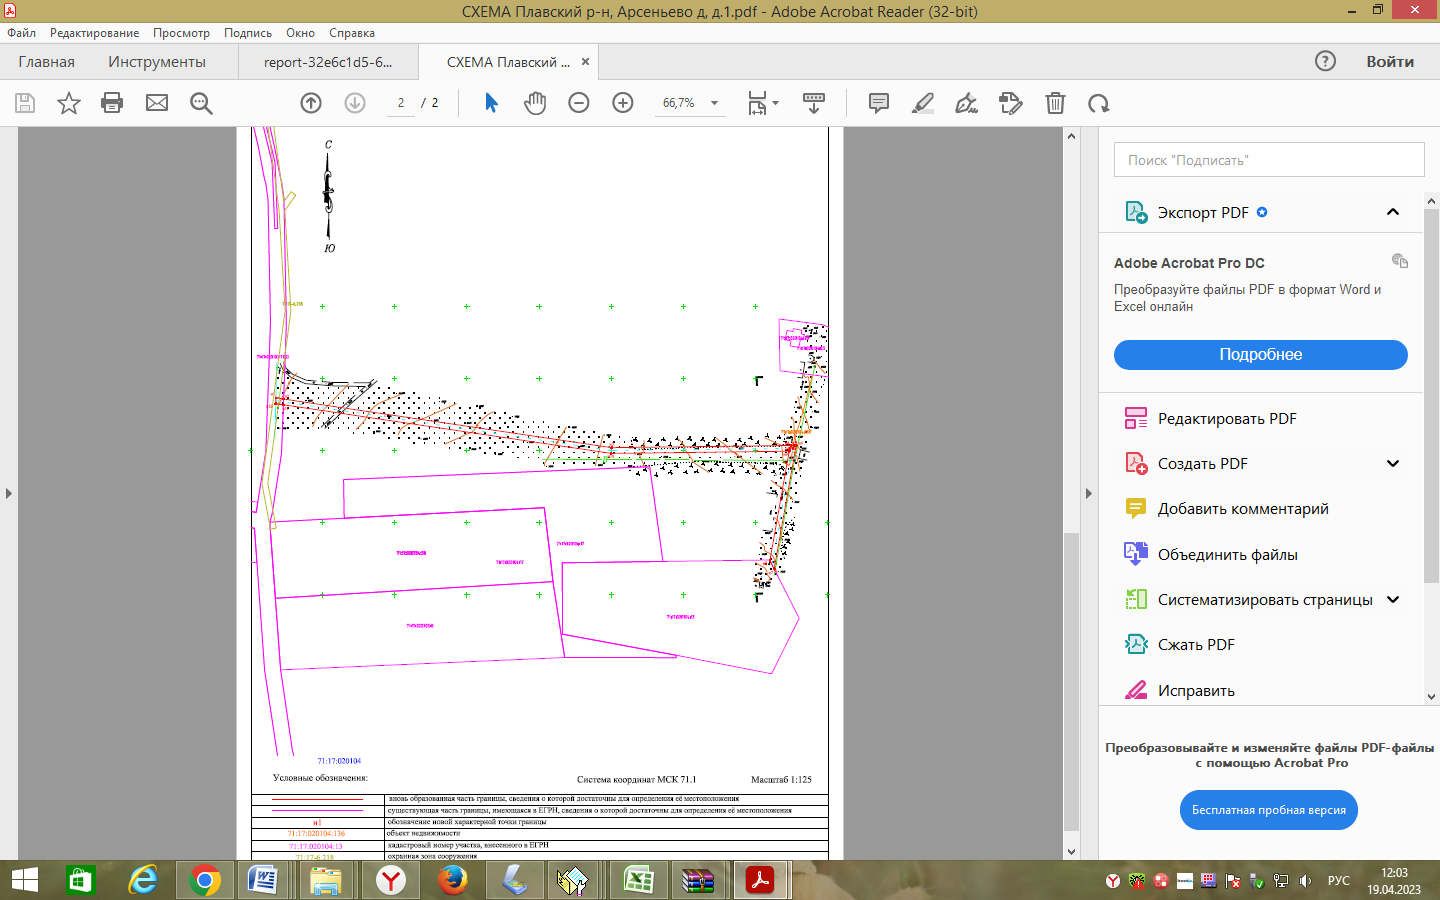 СХЕМА Плавский р-н, Арсеньево д, д.1.pdf - Adobe Acrobat Reader (32-bit)
Файл Редактирование Просмотр Подпись Окно Справка
Главная Инструменты report-32e6c1d5-6... СХЕМА Плавский ... × Войти
2 / 2 66,7%
Поиск "Подписать"
Экспорт PDF
Adobe Acrobat Pro DC
Преобразуйте файлы PDF в формат Word и
Excel онлайн
Подробнее
Редактировать PDF
Создать PDF
Добавить комментарий
Объединить файлы
Систематизировать страницы
Сжать PDF
Исправить
Преобразовывайте и изменяйте файлы PDF-файлы
с помощью Acrobat Pro
Бесплатная пробная версия
С
Ю
71:17:020104
Условные обозначения: Система координат МСК 71.1 Масштаб 1:125
вновь образованная часть границы, сведения о которой достаточны для определения её местоположения
существующая часть границы, имеющаяся в ЕГРН, сведения о которой достаточны для определения её местоположения
н1 обозначение новой характерной точки границы
71:17:020104:136 объект недвижимости
71:17:020104:13 кадастровый номер участка, внесенного в ЕГРН
71:17-6.218 охранная зона сооружения
РУС
12:03
19.04.2023